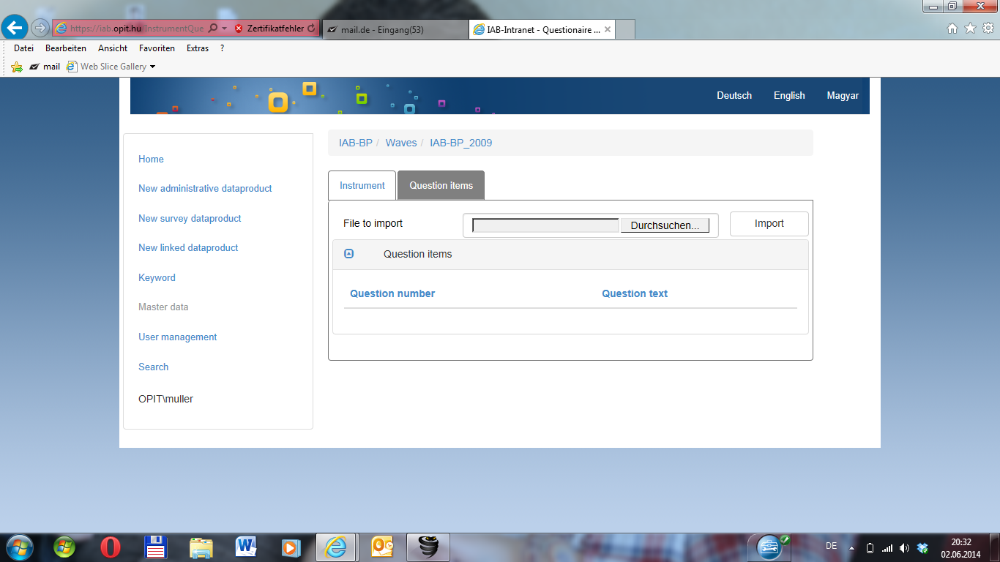 https://iab.opit.hu/InstrumentQue
Zertifikatfehler
mail.de - Eingang(53)
IAB-Intranet - Questionaire ...
Datei Bearbeiten Ansicht Favoriten Extras ?
mail Web Slice Gallery
Deutsch English Magyar
IAB-BP / Waves / IAB-BP_2009
Home
New administrative dataproduct
New survey dataproduct
New linked dataproduct
Keyword
Master data
User management
Search
OPIT\muller
Instrument Question items
File to import Durchsuchen... Import
Question items
Question number Question text
DE
20:32
02.06.2014